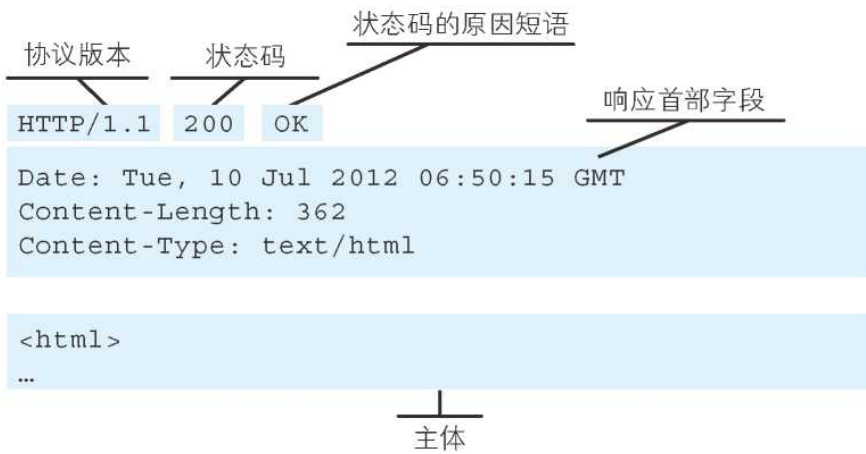 状态码的原因短语
协议版本 状态码
响应首部字段
HTTP/1.1 200 OK
Date: Tue, 10 Jul 2012 06:50:15 GMT
Content-Length: 362
Content-Type: text/html
<html>
…
主体